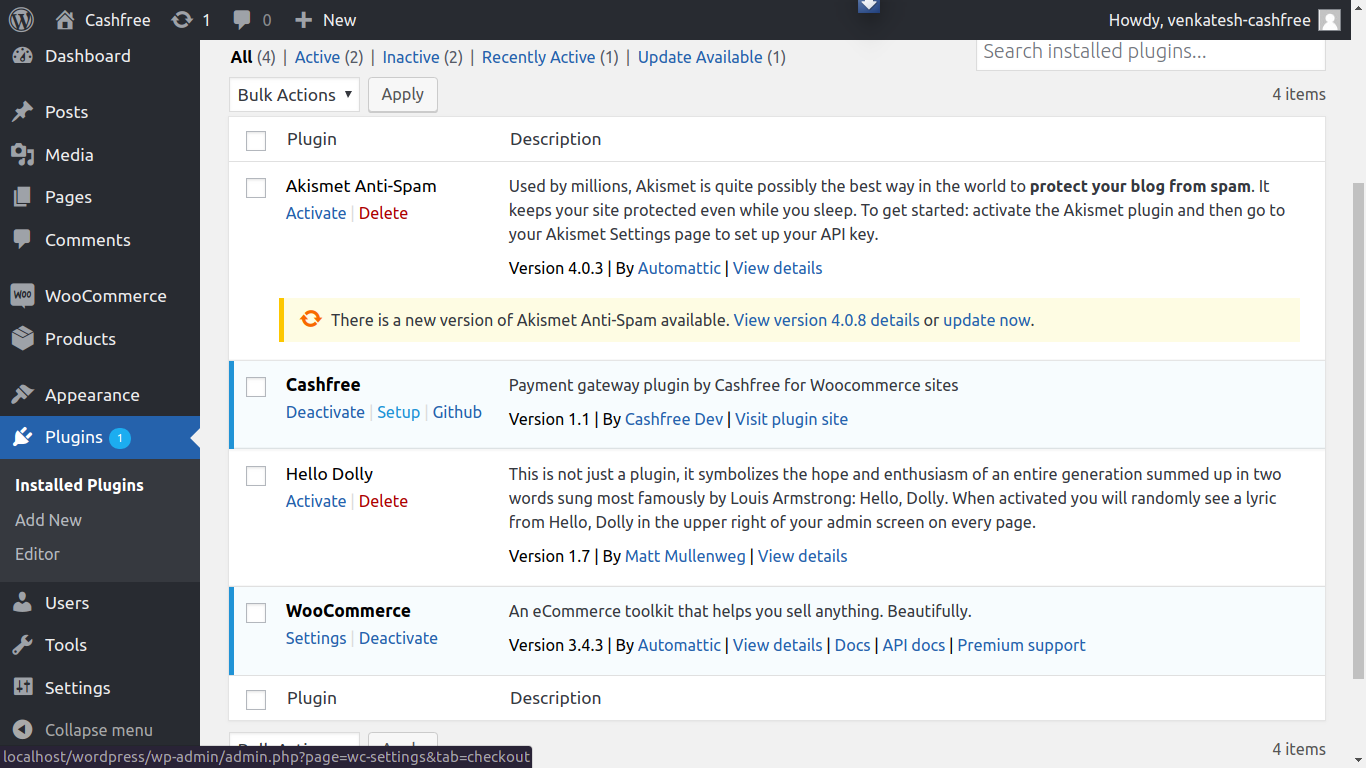 Cashfree 1 0 New Howdy, venkatesh-cashfree
Dashboard
Posts
Media
Pages
Comments
WooCommerce
Products
Appearance
Plugins 1
Installed Plugins
Add New
Editor
Users
Tools
Settings
Collapse menu
All (4) | Active (2) | Inactive (2) | Recently Active (1) | Update Available (1)
Search installed plugins...
Bulk Actions Apply
4 items
Plugin Description
Akismet Anti-Spam
Activate | Delete
Used by millions, Akismet is quite possibly the best way in the world to protect your blog from spam. It
keeps your site protected even while you sleep. To get started: activate the Akismet plugin and then go to
your Akismet Settings page to set up your API key.
Version 4.0.3 | By Automattic | View details
There is a new version of Akismet Anti-Spam available. View version 4.0.8 details or update now.
Cashfree
Deactivate | Setup | Github
Payment gateway plugin by Cashfree for Woocommerce sites
Version 1.1 | By Cashfree Dev | Visit plugin site
Hello Dolly
Activate | Delete
This is not just a plugin, it symbolizes the hope and enthusiasm of an entire generation summed up in two
words sung most famously by Louis Armstrong: Hello, Dolly. When activated you will randomly see a lyric
from Hello, Dolly in the upper right of your admin screen on every page.
Version 1.7 | By Matt Mullenweg | View details
WooCommerce
Settings | Deactivate
An eCommerce toolkit that helps you sell anything. Beautifully.
Version 3.4.3 | By Automattic | View details | Docs | API docs | Premium support
Plugin Description
4 items
localhost/wordpress/wp-admin/admin.php?page=wc-settings&tab=checkout